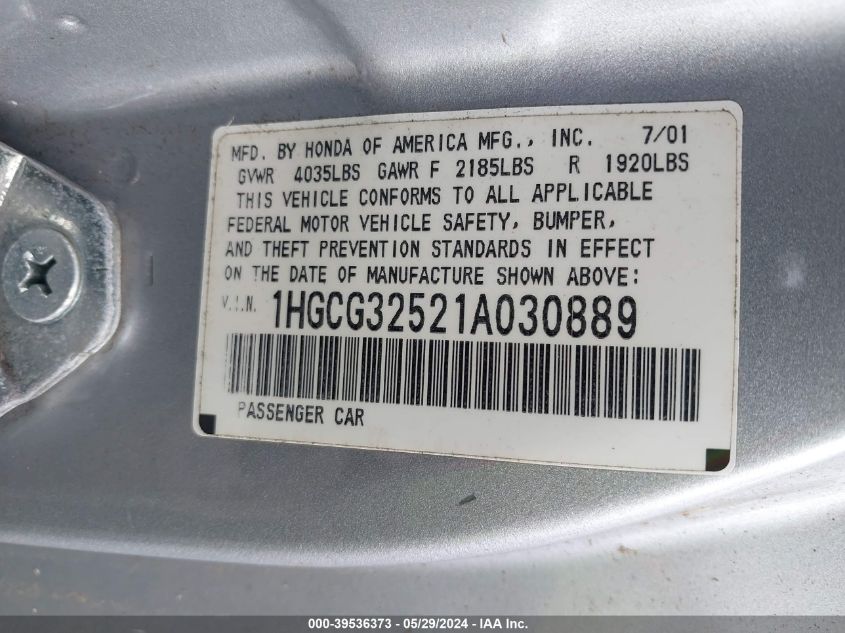 MFD. BY HONDA OF AMERICA MFG., INC. 7/01
GVWR 4035LBS GAWR F 2185LBS R 1920LBS
THIS VEHICLE CONFORMS TO ALL APPLICABLE
FEDERAL MOTOR VEHICLE SAFETY, BUMPER,
AND THEFT PREVENTION STANDARDS IN EFFECT
ON THE DATE OF MANUFACTURE SHOWN ABOVE:
V.I.N. 1HGCG32521A030889
PASSENGER CAR
000-39536373 - 05/29/2024 - IAA Inc.